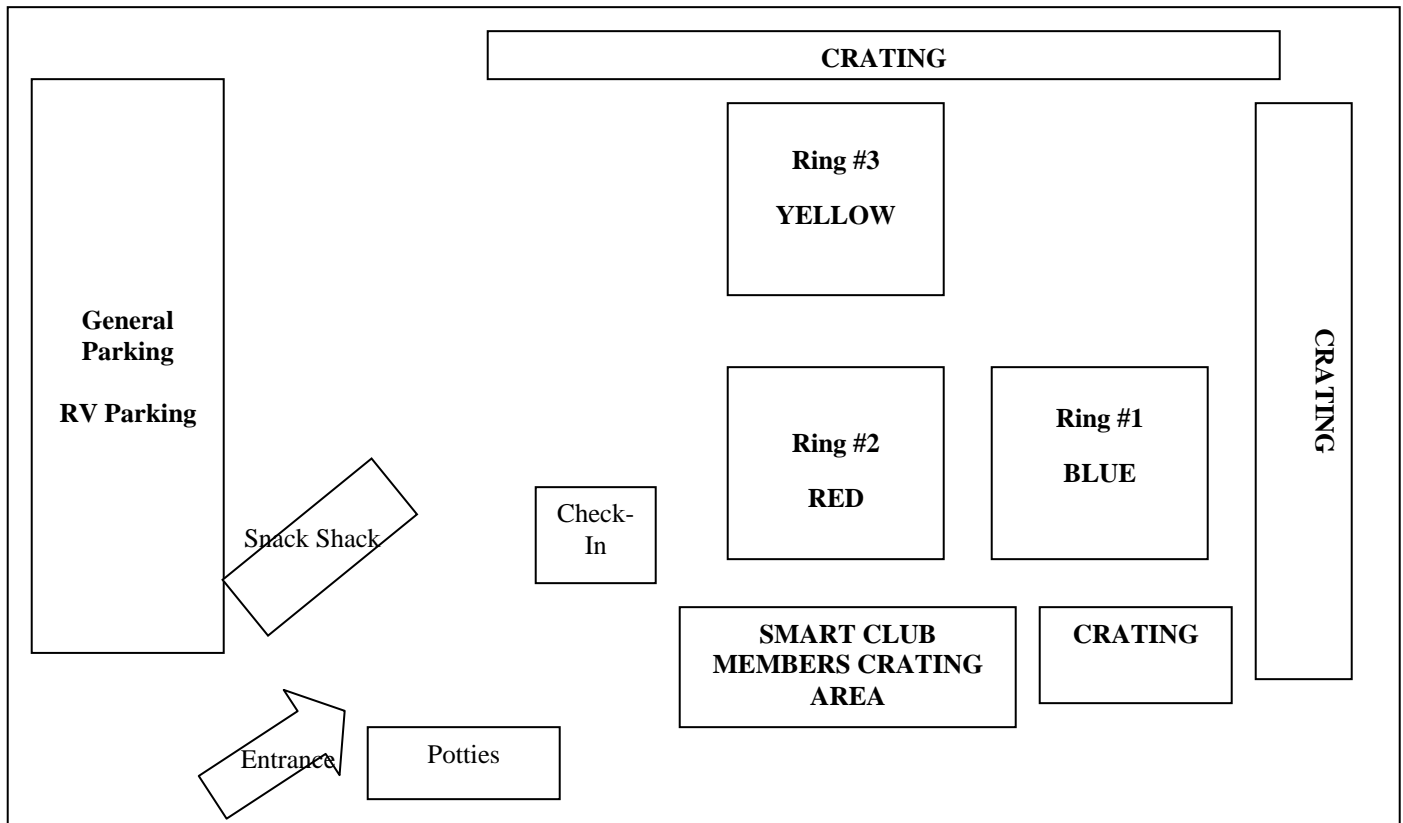 CRATING
Ring #3
YELLOW
General
Parking
RV Parking
CRATING
Ring #2
RED
Ring #1
BLUE
Snack Shack
Check-
In
SMART CLUB
MEMBERS CRATING
AREA
CRATING
Entrance
Potties